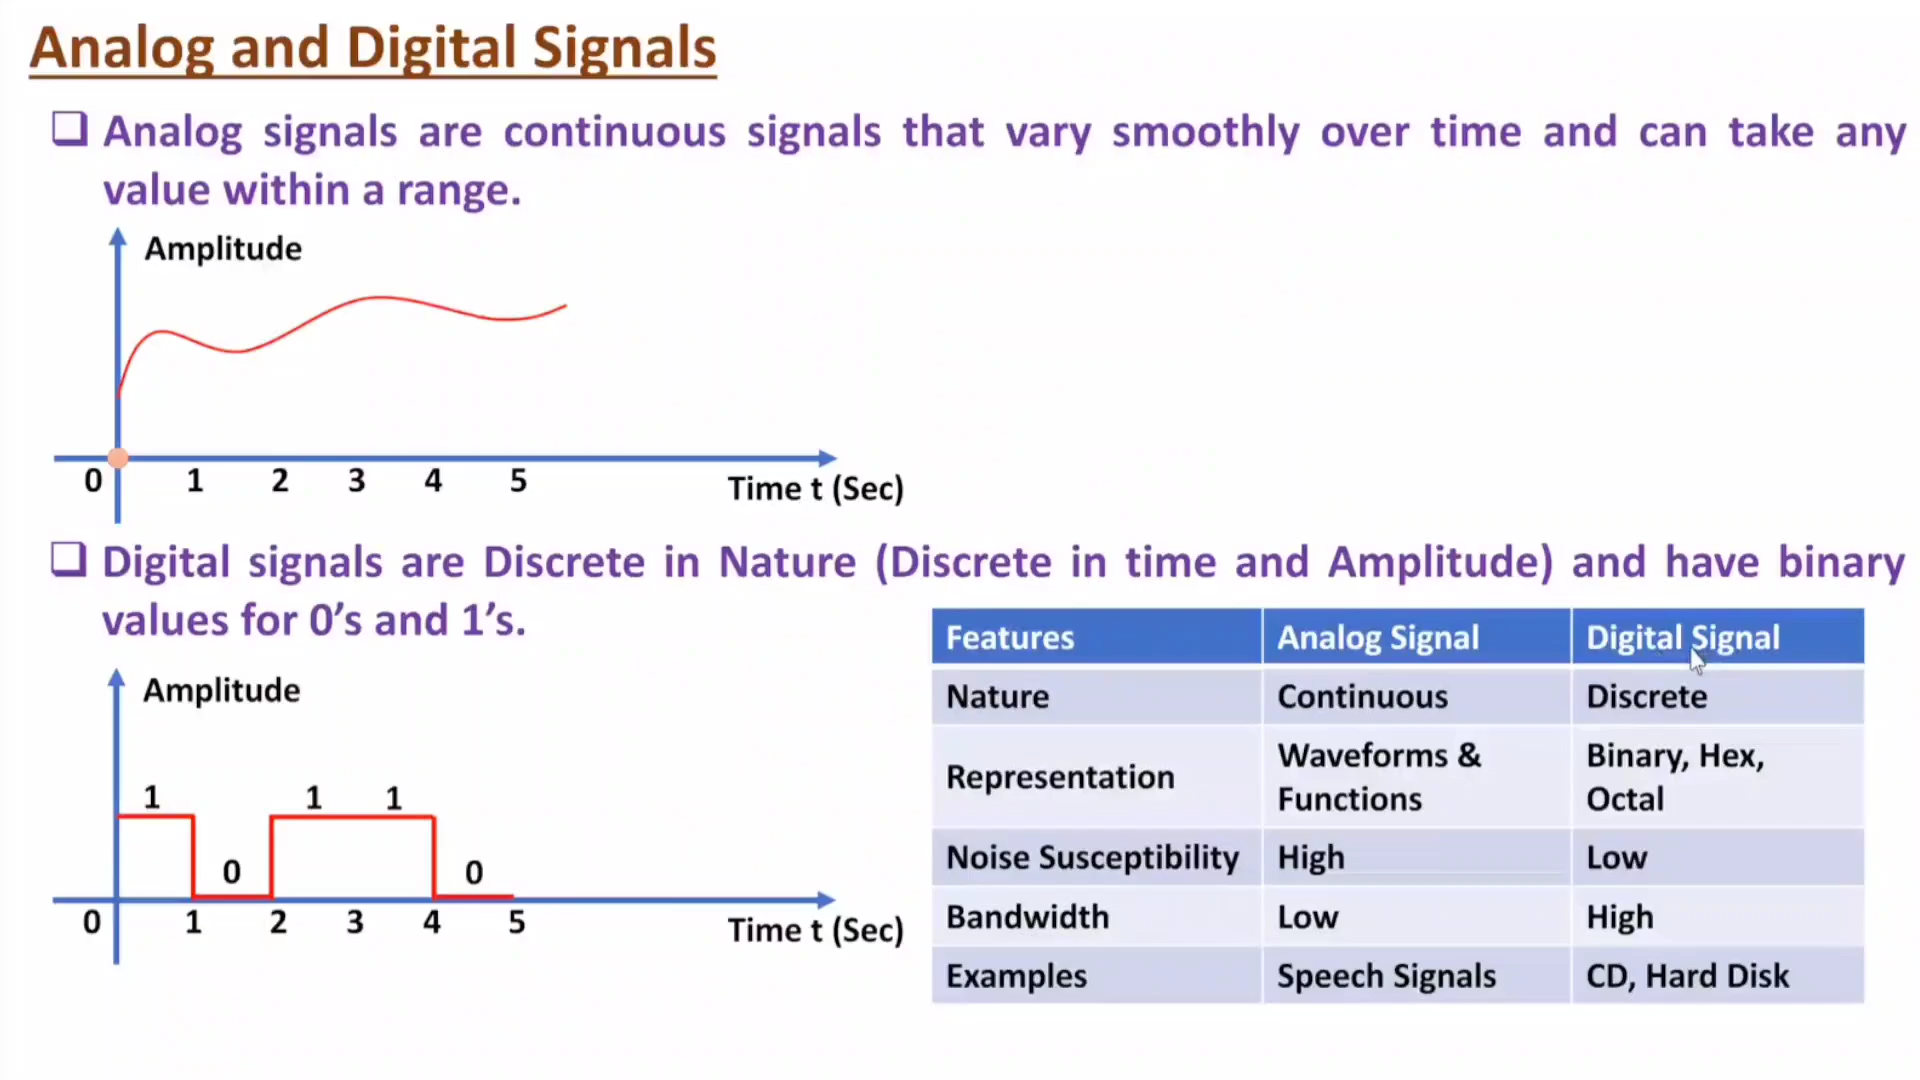 Analog and Digital Signals
Analog signals are continuous signals that vary smoothly over time and can take any
value within a range.
Amplitude
0 1 2 3 4 5
Time t (Sec)
Digital signals are Discrete in Nature (Discrete in time and Amplitude) and have binary
values for 0’s and 1’s.
Amplitude
1 1 1
0 0
0 1 2 3 4 5
Time t (Sec)
Features Analog Signal Digital Signal
Nature Continuous Discrete
Representation Waveforms & Functions Binary, Hex, Octal
Noise Susceptibility High Low
Bandwidth Low High
Examples Speech Signals CD, Hard Disk